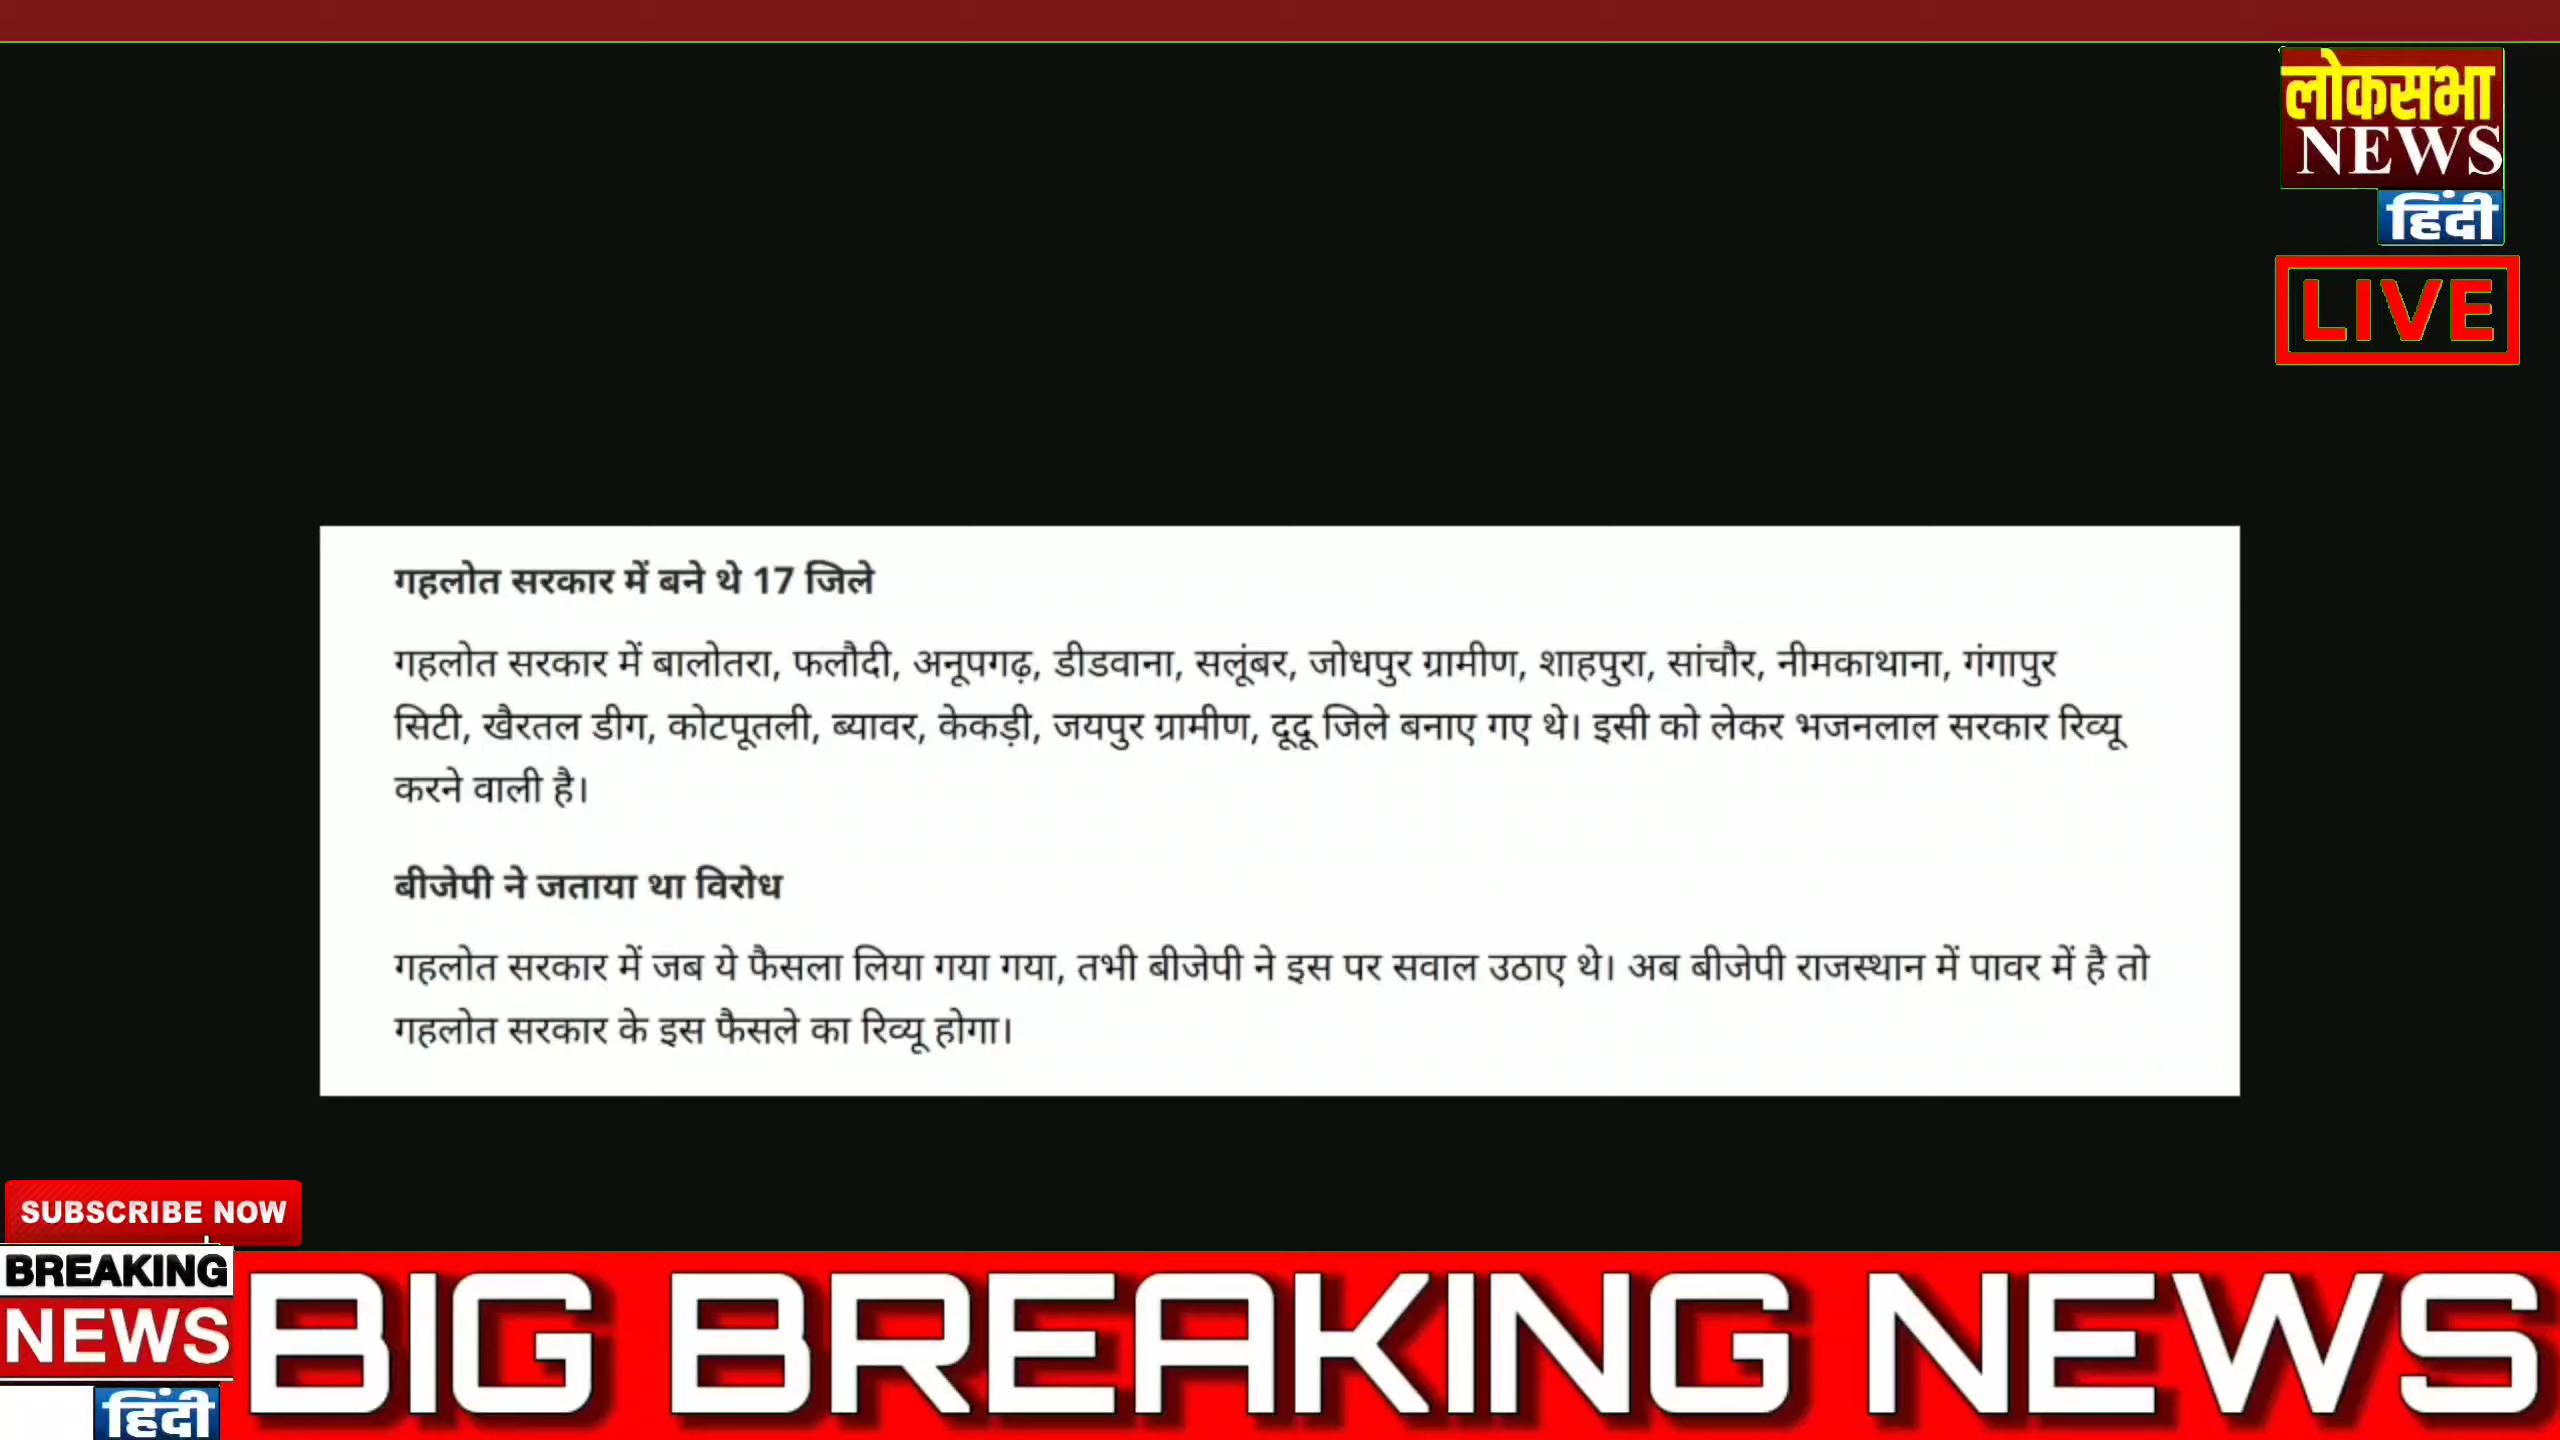 लोकसभा
NEWS
हिंदी
LIVE
गहलोत सरकार में बने थे 17 जिले
गहलोत सरकार में बालोतरा, फलौदी, अनूपगढ़, डीडवाना, सलूंबर, जोधपुर ग्रामीण, शाहपुरा, सांचौर, नीमकाथाना, गंगापुर
सिटी, खैरतल डीग, कोटपूतली, ब्यावर, केकड़ी, जयपुर ग्रामीण, दूदू जिले बनाए गए थे। इसी को लेकर भजनलाल सरकार रिव्यू
करने वाली है।
बीजेपी ने जताया था विरोध
गहलोत सरकार में जब ये फैसला लिया गया गया, तभी बीजेपी ने इस पर सवाल उठाए थे। अब बीजेपी राजस्थान में पावर में है तो
गहलोत सरकार के इस फैसले का रिव्यू होगा।
SUBSCRIBE NOW
BREAKING
NEWS
हिंदी
BIG BREAKING NEWS